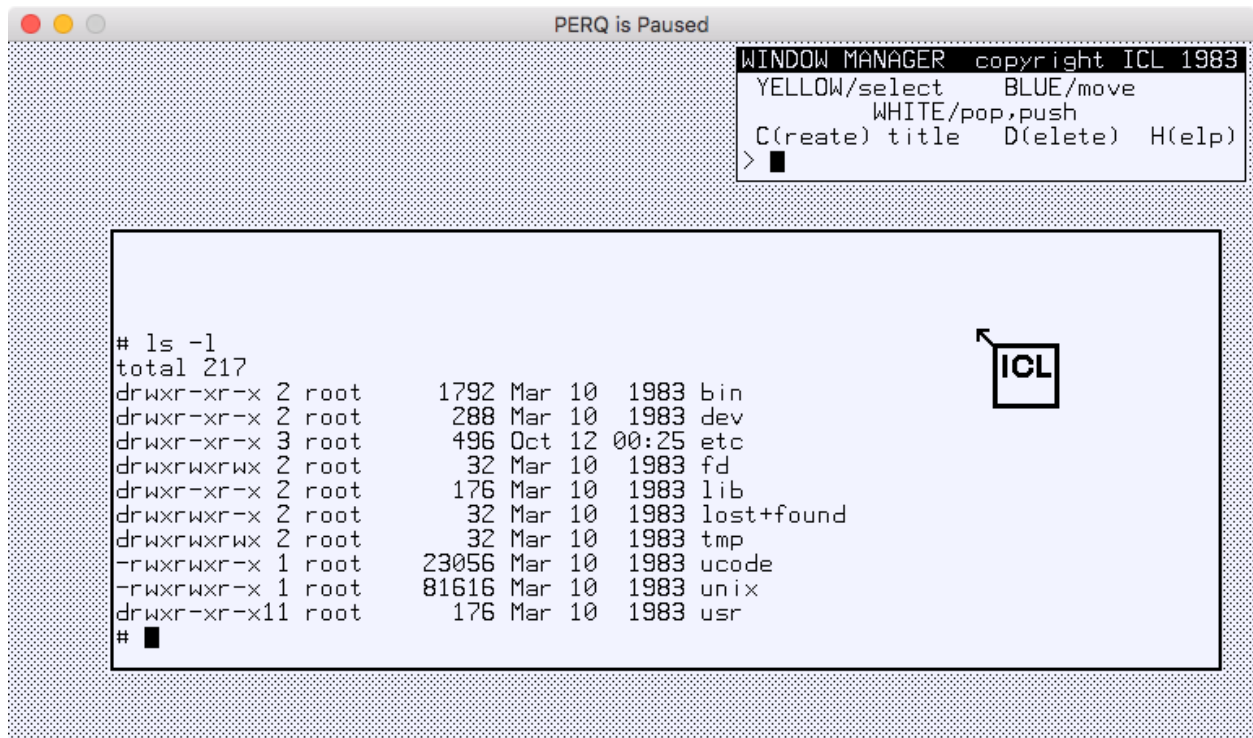 PERQ is Paused
WINDOW MANAGER  copyright ICL 1983
YELLOW/select    BLUE/move
WHITE/pop,push
C(reate) title   D(elete)  H(elp)
>
# ls -l
total 217
drwxr-xr-x 2 root     1792 Mar 10  1983 bin
drwxr-xr-x 2 root      288 Mar 10  1983 dev
drwxr-xr-x 3 root      496 Oct 12 00:25 etc
drwxrwxrwx 2 root       32 Mar 10  1983 fd
drwxr-xr-x 2 root      176 Mar 10  1983 lib
drwxrwxr-x 2 root       32 Mar 10  1983 lost+found
drwxrwxrwx 2 root       32 Mar 10  1983 tmp
-rwxrwxr-x 1 root    23056 Mar 10  1983 ucode
-rwxrwxr-x 1 root    81616 Mar 10  1983 unix
drwxr-xr-x11 root      176 Mar 10  1983 usr
#
ICL